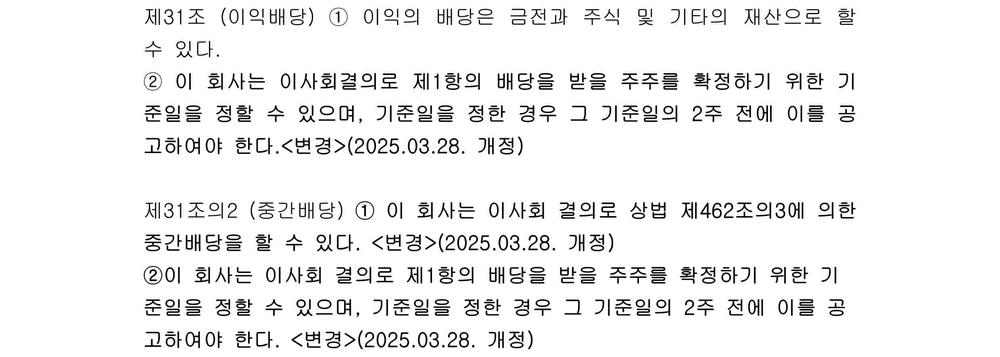 제31조 (이익배당) ① 이익의 배당은 금전과 주식 및 기타의 재산으로 할
수 있다.
② 이 회사는 이사회결의로 제1항의 배당을 받을 주주를 확정하기 위한 기
준일을 정할 수 있으며, 기준일을 정한 경우 그 기준일의 2주 전에 이를 공
고하여야 한다.<변경>(2025.03.28. 개정)
제31조의2 (중간배당) ① 이 회사는 이사회 결의로 상법 제462조의3에 의한
중간배당을 할 수 있다. <변경>(2025.03.28. 개정)
②이 회사는 이사회 결의로 제1항의 배당을 받을 주주를 확정하기 위한 기
준일을 정할 수 있으며, 기준일을 정한 경우 그 기준일의 2주 전에 이를 공
고하여야 한다. <변경>(2025.03.28. 개정)